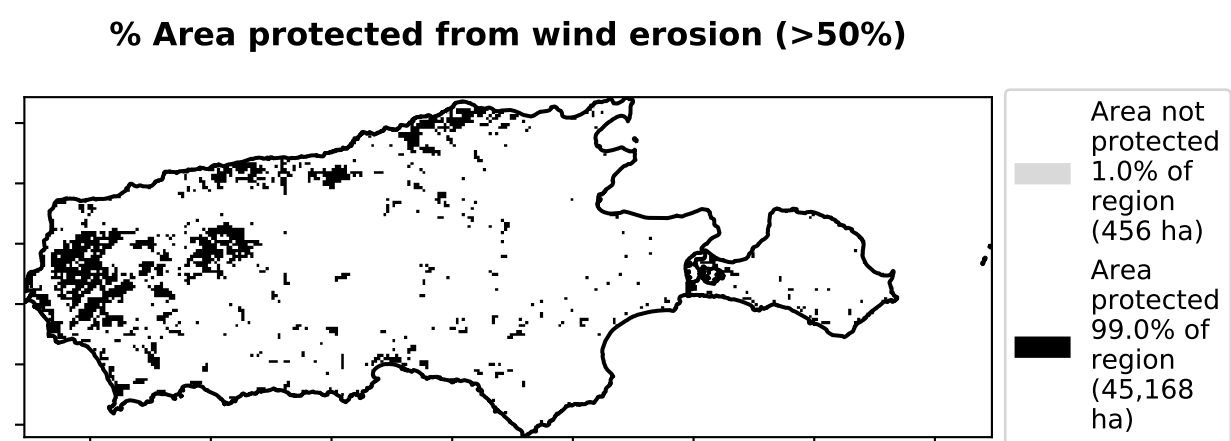 % Area protected from wind erosion (>50%)
Area not
protected
1.0% of
region
(456 ha)
Area
protected
99.0% of
region
(45,168
ha)